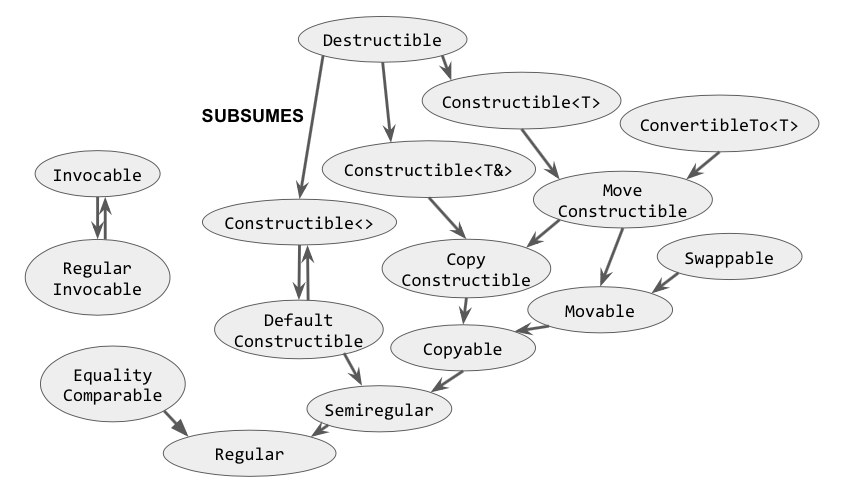 Destructible
Constructible<T>
SUBSUMES
ConvertibleTo<T>
Invocable
Constructible<T&>
Move
Constructible
Constructible<>
Regular
Invocable
Copy
Constructible
Swappable
Default
Constructible
Movable
Copyable
Equality
Comparable
Semiregular
Regular